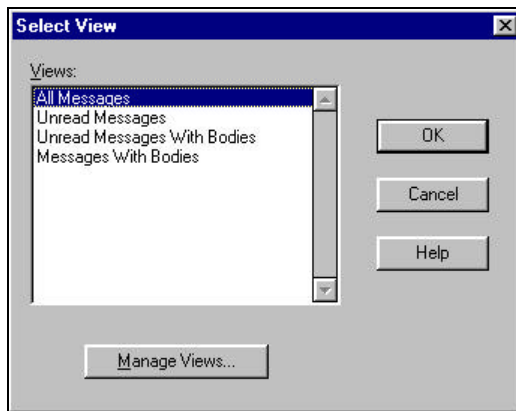 Select View
Views:
All Messages
Unread Messages
Unread Messages With Bodies
Messages With Bodies
OK
Cancel
Help
Manage Views...